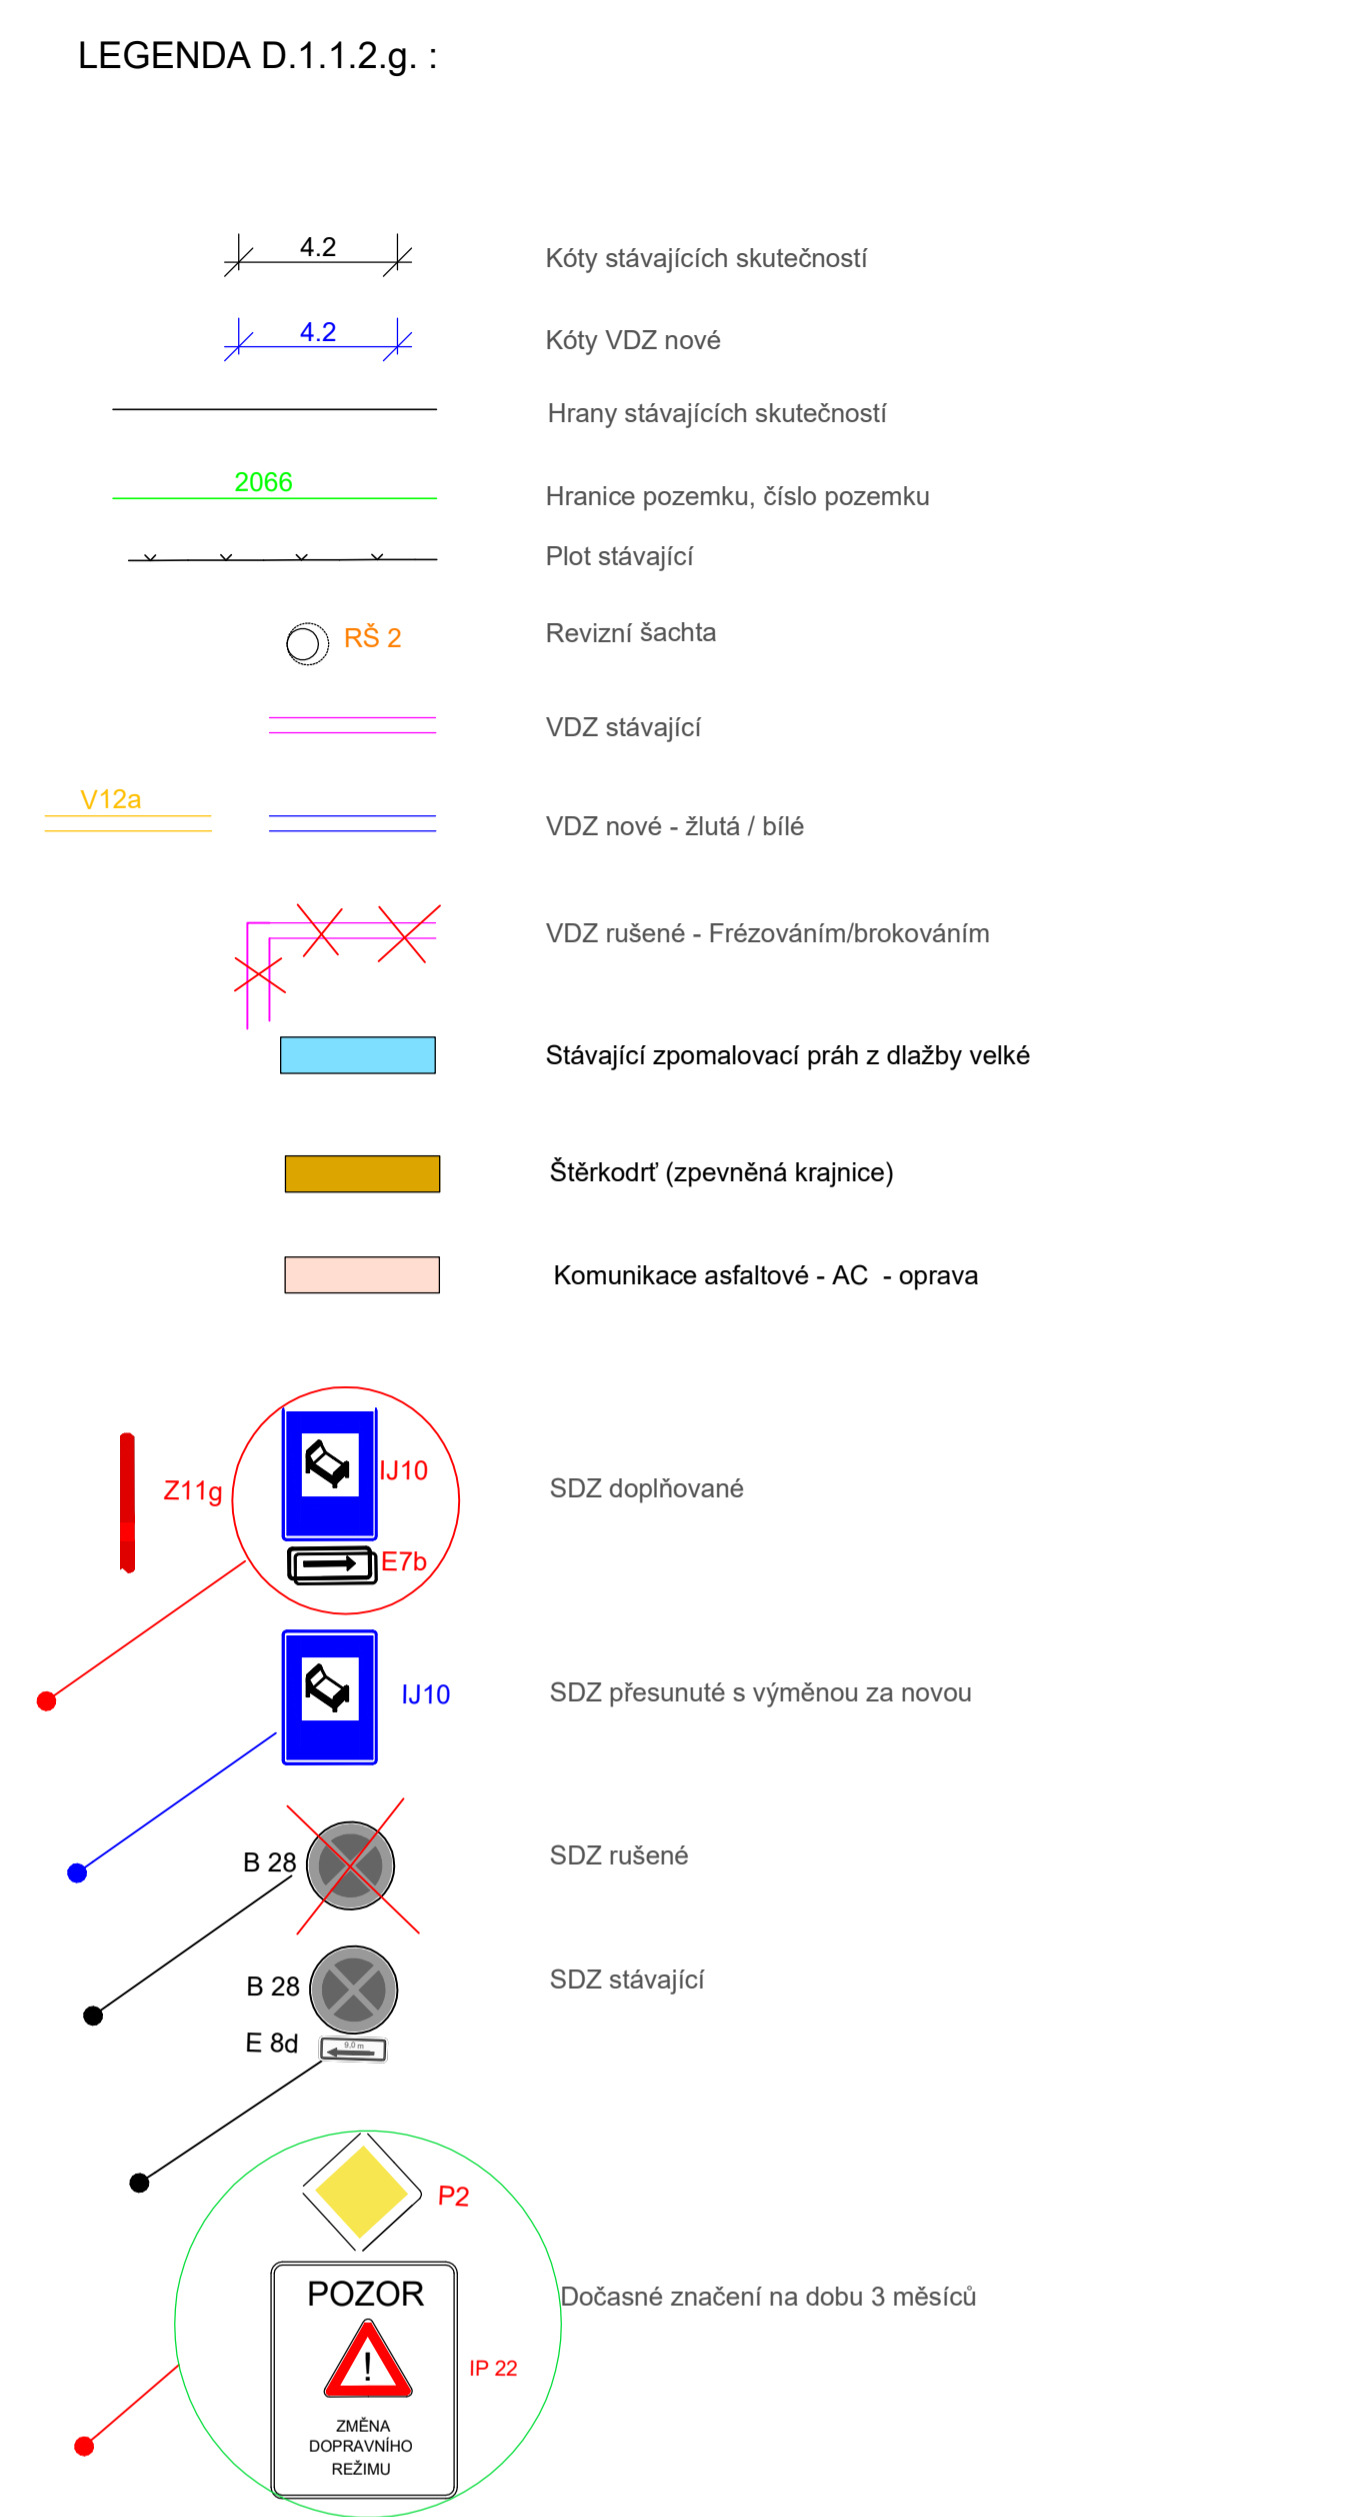 LEGENDA D.1.1.2.g. :
4.2
Kóty stávajících skutečností
4.2
Kóty VDZ nové
Hrany stávajících skutečností
2066
Hranice pozemku, číslo pozemku
Plot stávající
RŠ 2
Revizní šachta
VDZ stávající
V12a
VDZ nové - žlutá / bílé
VDZ rušené - Frézováním/brokováním
Stávající zpomalovací práh z dlažby velké
Štěrkodrť (zpevněná krajnice)
Komunikace asfaltové - AC - oprava
Z11g
IJ10
SDZ doplňované
E7b
IJ10
SDZ přesunuté s výměnou za novou
B 28
SDZ rušené
B 28
SDZ stávající
E 8d
9,0 m
P2
POZOR
Dočasné značení na dobu 3 měsíců
!
IP 22
ZMĚNA
DOPRAVNÍHO
REŽIMU